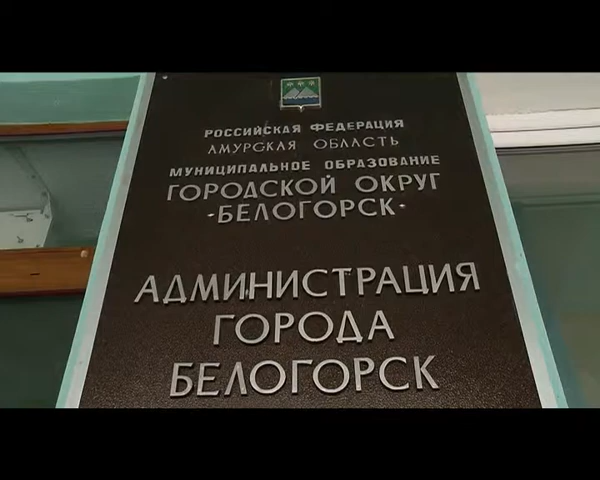 РОССИЙСКАЯ ФЕДЕРАЦИЯ
АМУРСКАЯ ОБЛАСТЬ
МУНИЦИПАЛЬНОЕ ОБРАЗОВАНИЕ
ГОРОДСКОЙ ОКРУГ
·БЕЛОГОРСК·
АДМИНИСТРАЦИЯ
ГОРОДА
БЕЛОГОРСК